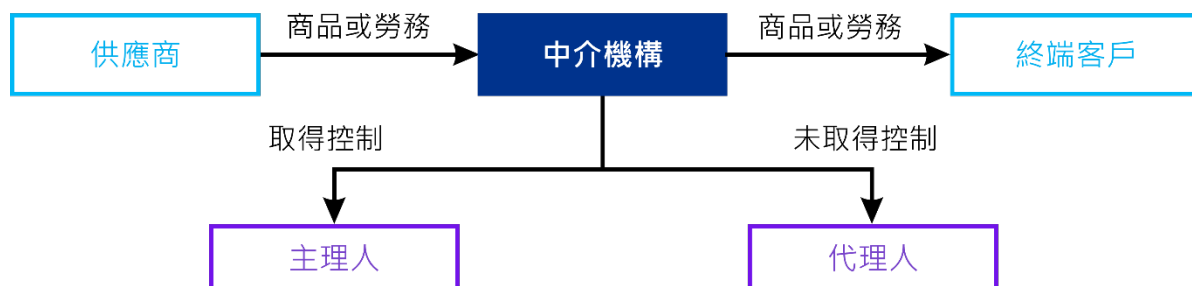 商品或勞務
商品或勞務
供應商
中介機構
終端客戶
取得控制
未取得控制
主理人
代理人